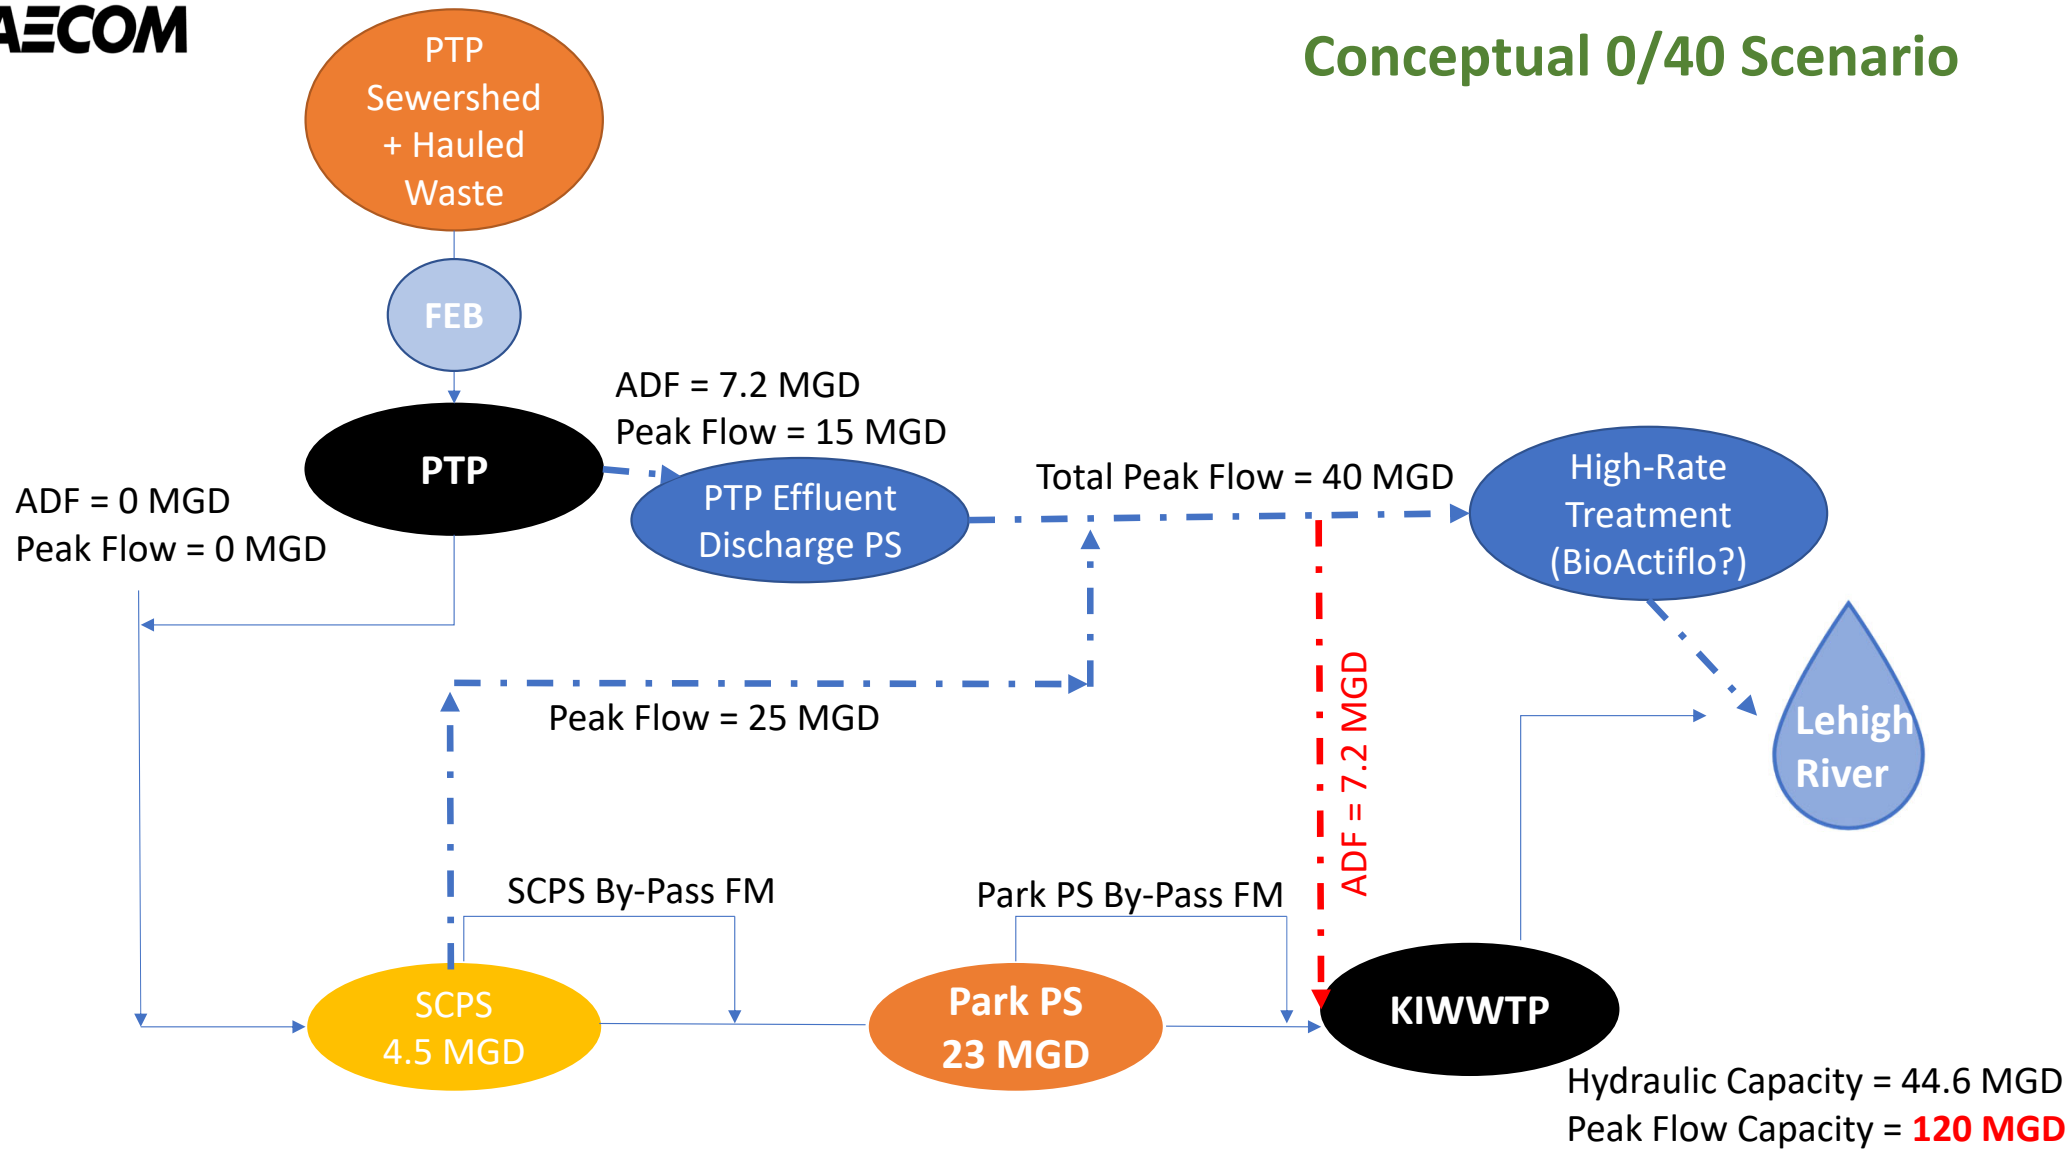 AECOM
Conceptual 0/40 Scenario
PTP
Sewershed
+ Hauled
Waste
FEB
ADF = 7.2 MGD
Peak Flow = 15 MGD
PTP
PTP Effluent
Discharge PS
Total Peak Flow = 40 MGD
High-Rate
Treatment
(BioActiflo?)
ADF = 0 MGD
Peak Flow = 0 MGD
Peak Flow = 25 MGD
ADF = 7.2 MGD
Lehigh
River
SCPS By-Pass FM
Park PS By-Pass FM
SCPS
4.5 MGD
Park PS
23 MGD
KIWWTP
Hydraulic Capacity = 44.6 MGD
Peak Flow Capacity = 120 MGD